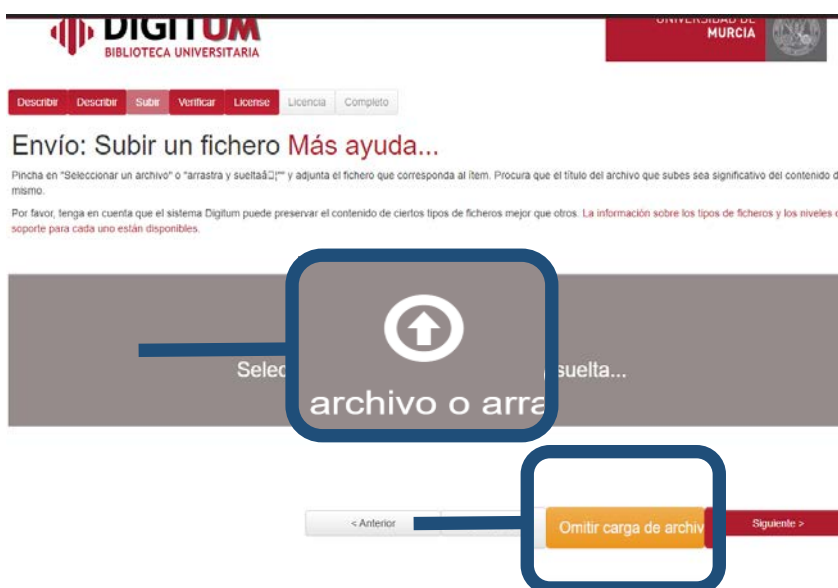 DIGITUM
UNIVERSIDAD DE
MURCIA
BIBLIOTECA UNIVERSITARIA
Describir Describir Subir Verificar License Licencia Completo
Envío: Subir un fichero Más ayuda...
Pincha en "Seleccionar un archivo" o "arrastra y sueltaâ□¦"" y adjunta el fichero que corresponda al ítem. Procura que el título del archivo que subes sea significativo del contenido d
mismo.
Por favor, tenga en cuenta que el sistema Digitum puede preservar el contenido de ciertos tipos de ficheros mejor que otros. La información sobre los tipos de ficheros y los niveles
soporte para cada uno están disponibles.
Selec suelta...
archivo o arra
< Anterior Omitir carga de archiv Siguiente >